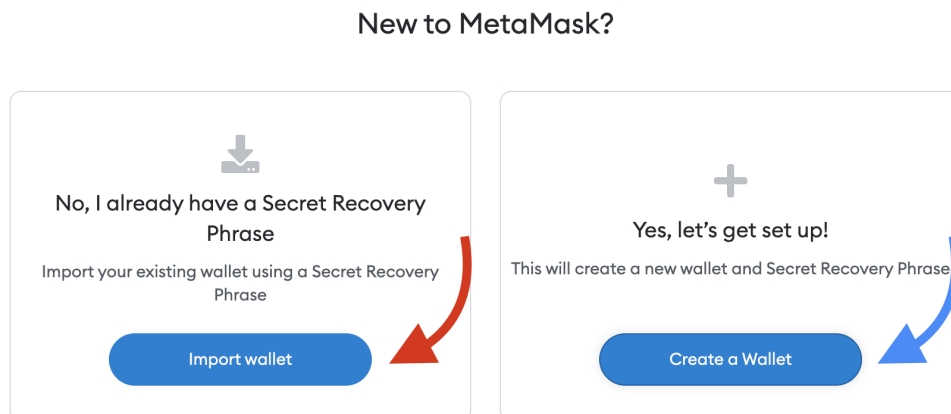 New to MetaMask?
No, I already have a Secret Recovery
Phrase
Import your existing wallet using a Secret Recovery
Phrase
Import wallet
Yes, let's get set up!
This will create a new wallet and Secret Recovery Phrase
Create a Wallet